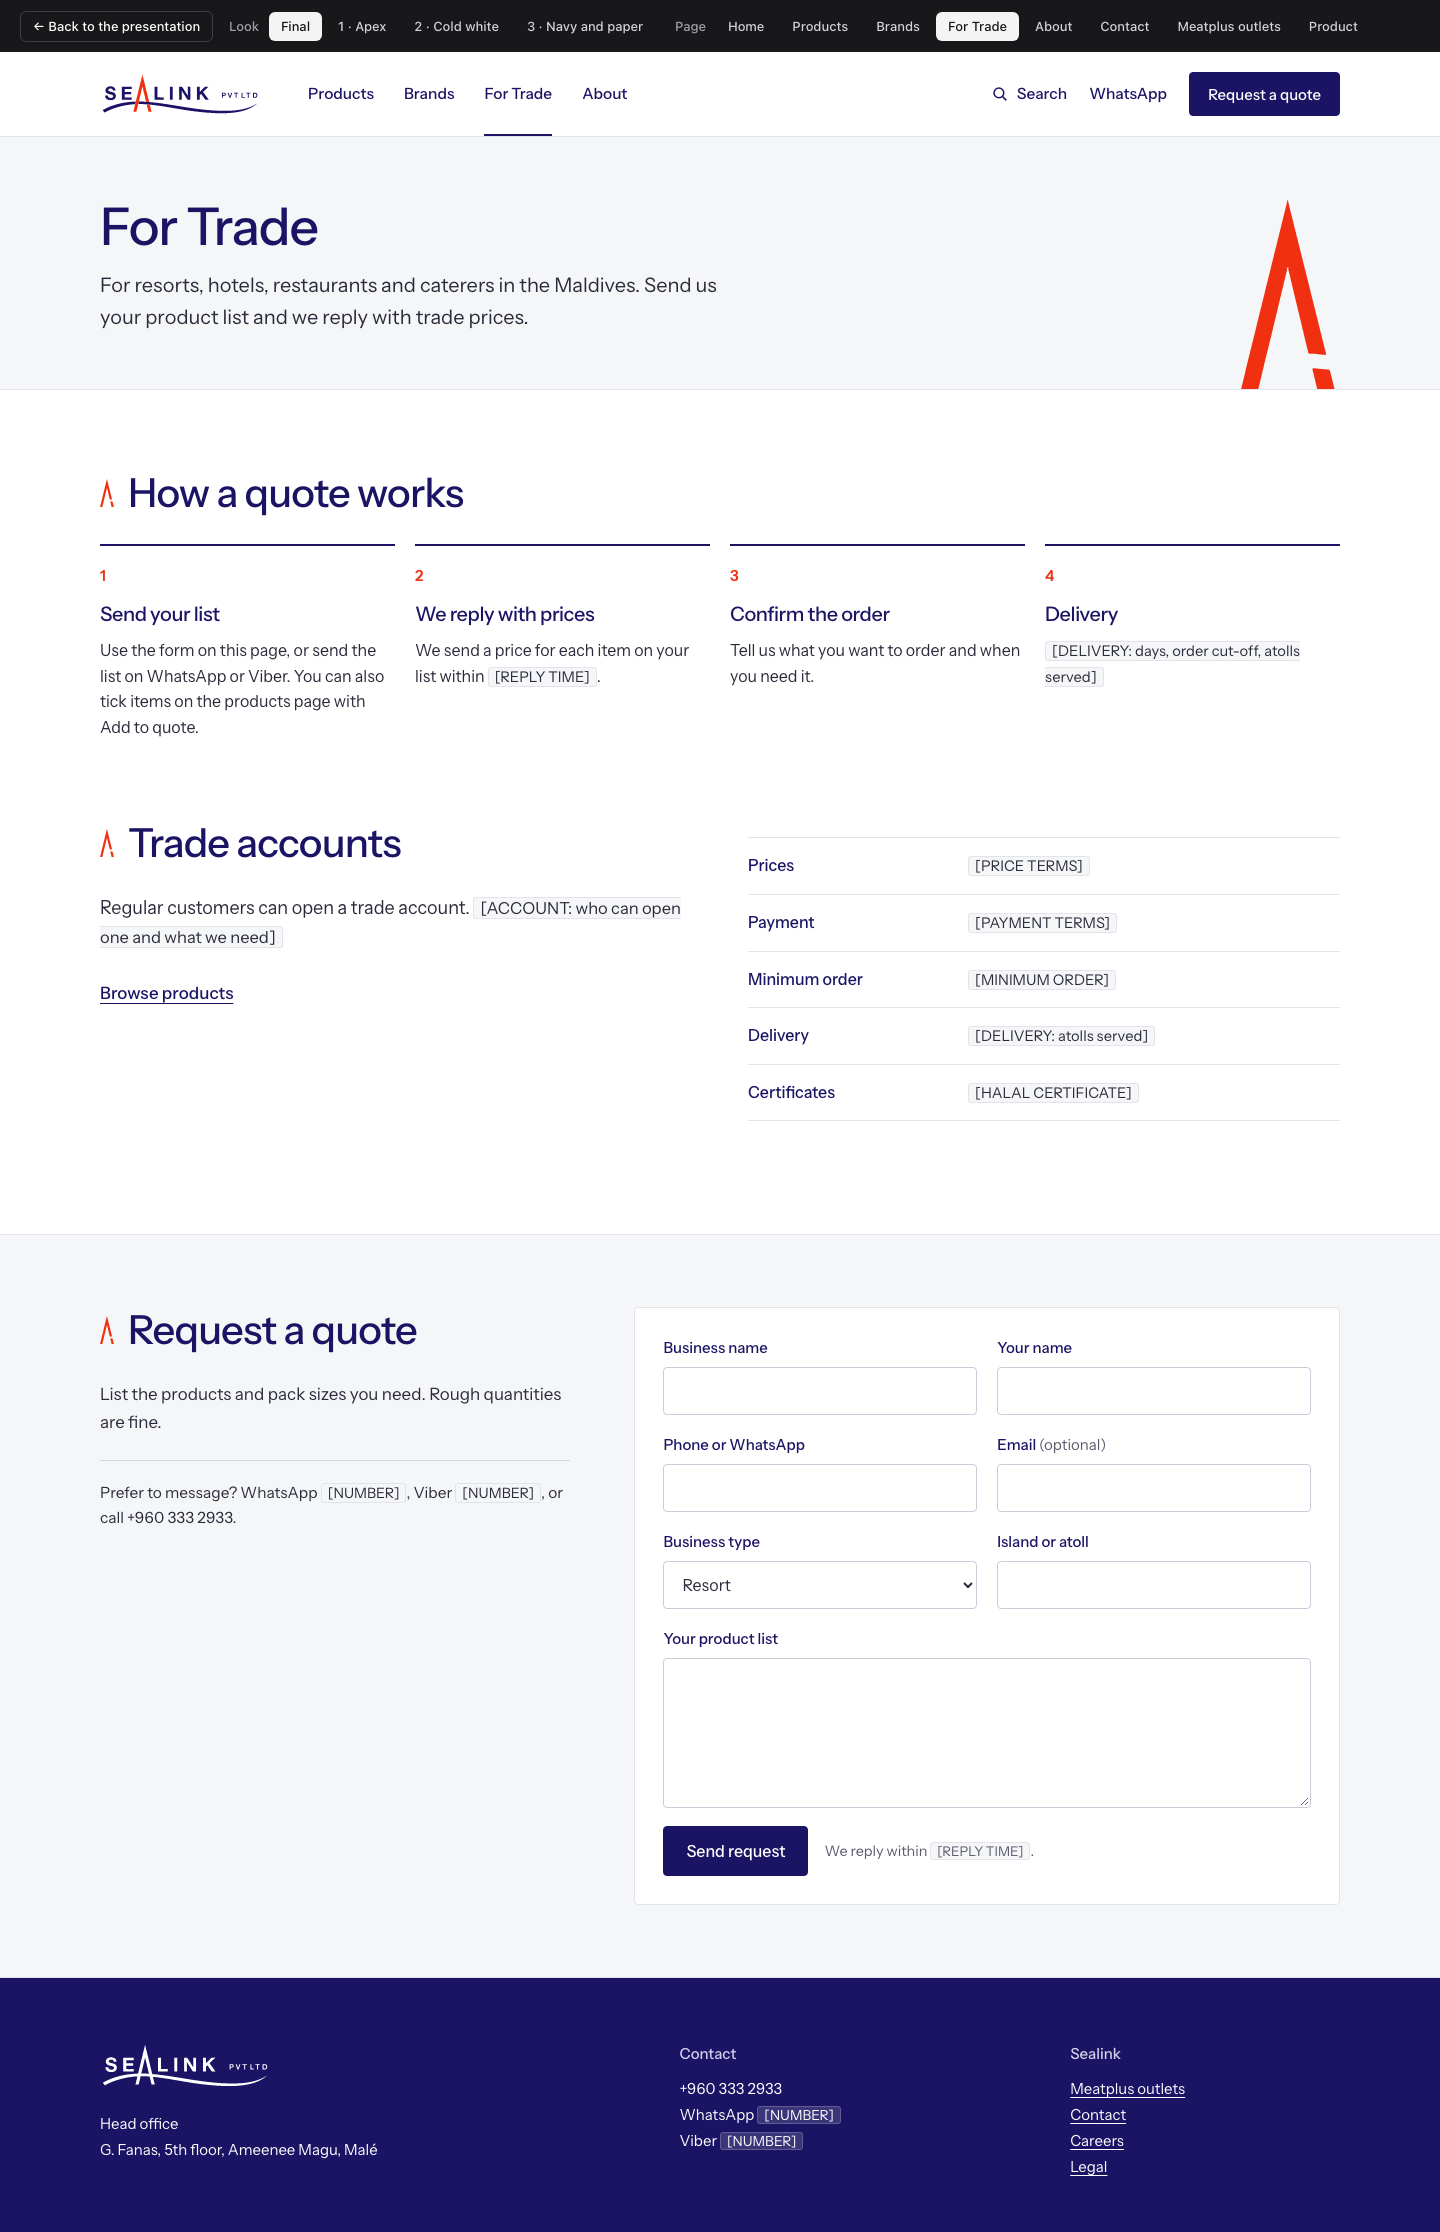 ← Back to the presentation Look Final 1 · Apex 2 · Cold white 3 · Navy and paper Page Home Products Brands For Trade About Contact Meatplus outlets Product
SEALINK PVT LTD Products Brands For Trade About Search WhatsApp Request a quote
For Trade
For resorts, hotels, restaurants and caterers in the Maldives. Send us
your product list and we reply with trade prices.
How a quote works
1
Send your list
Use the form on this page, or send the
list on WhatsApp or Viber. You can also
tick items on the products page with
Add to quote.
2
We reply with prices
We send a price for each item on your
list within [REPLY TIME].
3
Confirm the order
Tell us what you want to order and when
you need it.
4
Delivery
[DELIVERY: days, order cut-off, atolls
served]
Trade accounts
Regular customers can open a trade account. [ACCOUNT: who can open
one and what we need]
Browse products
Prices [PRICE TERMS]
Payment [PAYMENT TERMS]
Minimum order [MINIMUM ORDER]
Delivery [DELIVERY: atolls served]
Certificates [HALAL CERTIFICATE]
Request a quote
List the products and pack sizes you need. Rough quantities
are fine.
Prefer to message? WhatsApp [NUMBER], Viber [NUMBER], or
call +960 333 2933.
Business name Your name
Phone or WhatsApp Email (optional)
Business type Island or atoll
Resort
Your product list
Send request We reply within [REPLY TIME].
SEALINK PVT LTD
Head office
G. Fanas, 5th floor, Ameenee Magu, Malé
Contact
+960 333 2933
WhatsApp [NUMBER]
Viber [NUMBER]
Sealink
Meatplus outlets
Contact
Careers
Legal